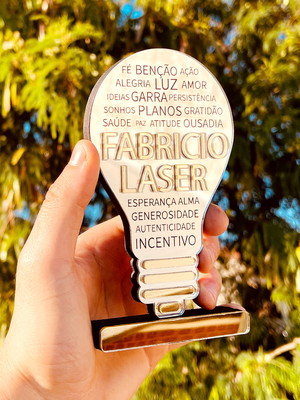 FÉ BENÇÃO AÇÃO
ALEGRIA LUZ AMOR
IDEIAS GARRA PERSISTÊNCIA
SONHOS PLANOS GRATIDÃO
SAÚDE PAZ ATITUDE OUSADIA
FABRICIO
LASER
ESPERANÇA ALMA
GENEROSIDADE
AUTENTICIDADE
INCENTIVO